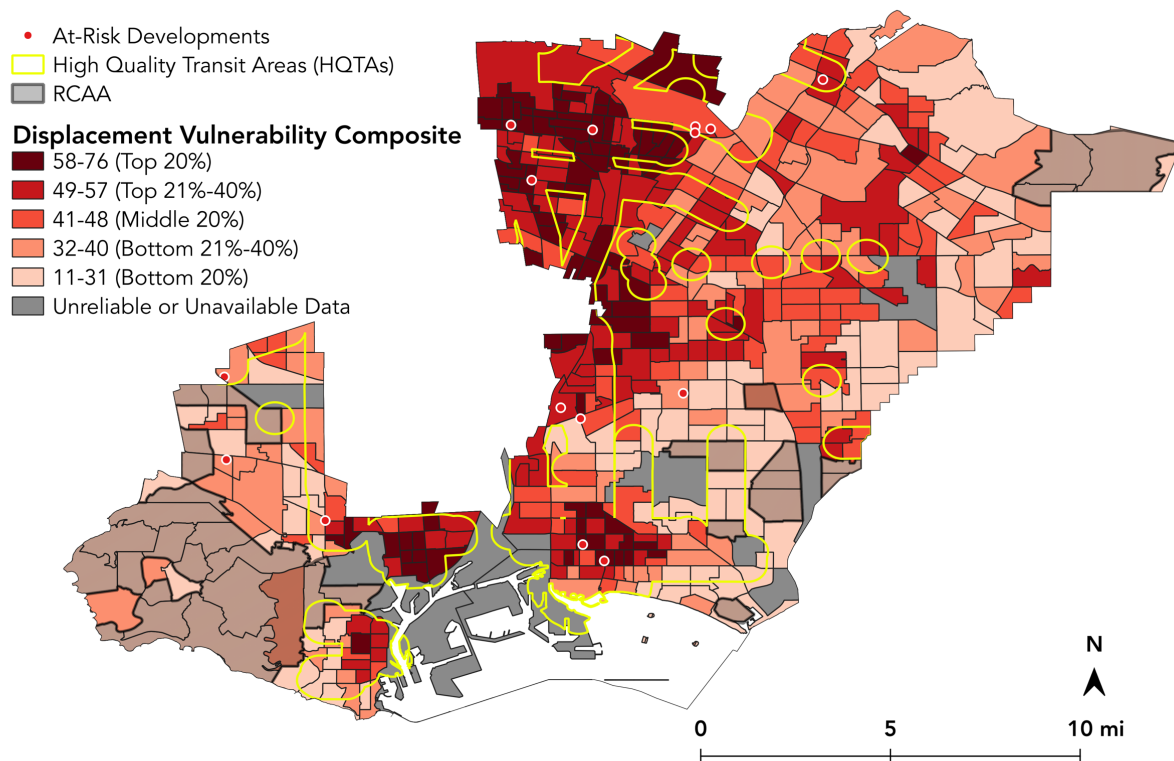 At-Risk Developments
High Quality Transit Areas (HQTAs)
RCAA
Displacement Vulnerability Composite
58-76 (Top 20%)
49-57 (Top 21%-40%)
41-48 (Middle 20%)
32-40 (Bottom 21%-40%)
11-31 (Bottom 20%)
Unreliable or Unavailable Data
N
0 5 10 mi